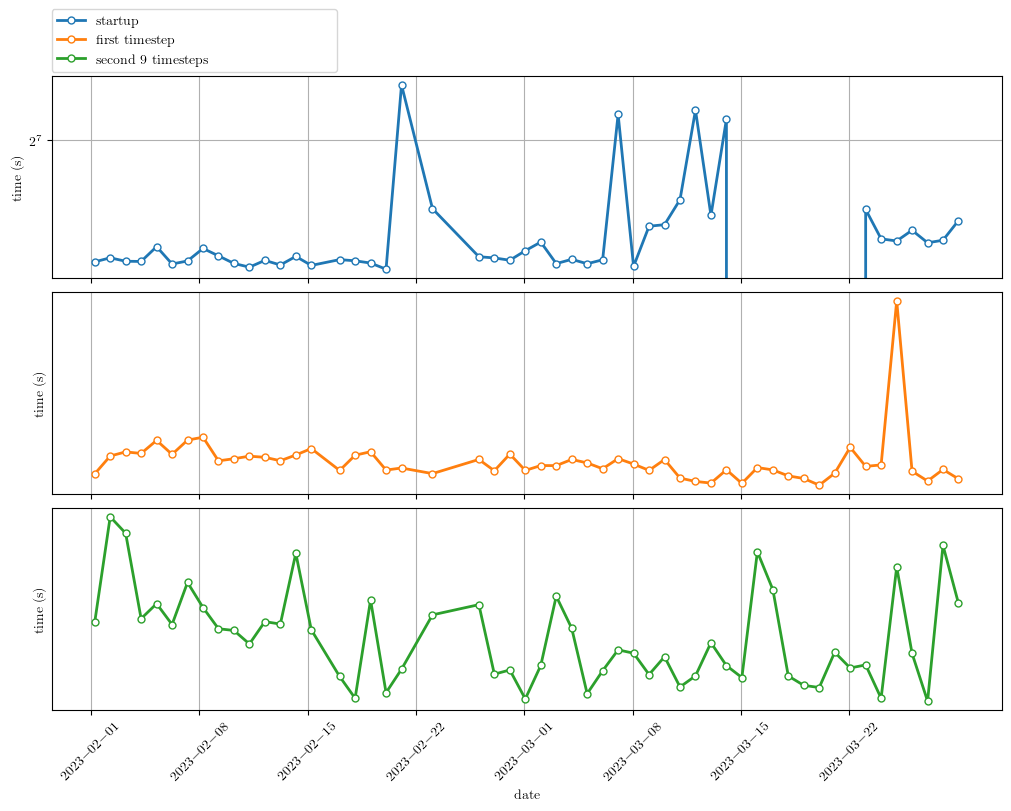 startup
first timestep
second 9 timesteps
2^7
time (s)
time (s)
time (s)
2023−02−01
2023−02−08
2023−02−15
2023−02−22
2023−03−01
2023−03−08
2023−03−15
2023−03−22
date